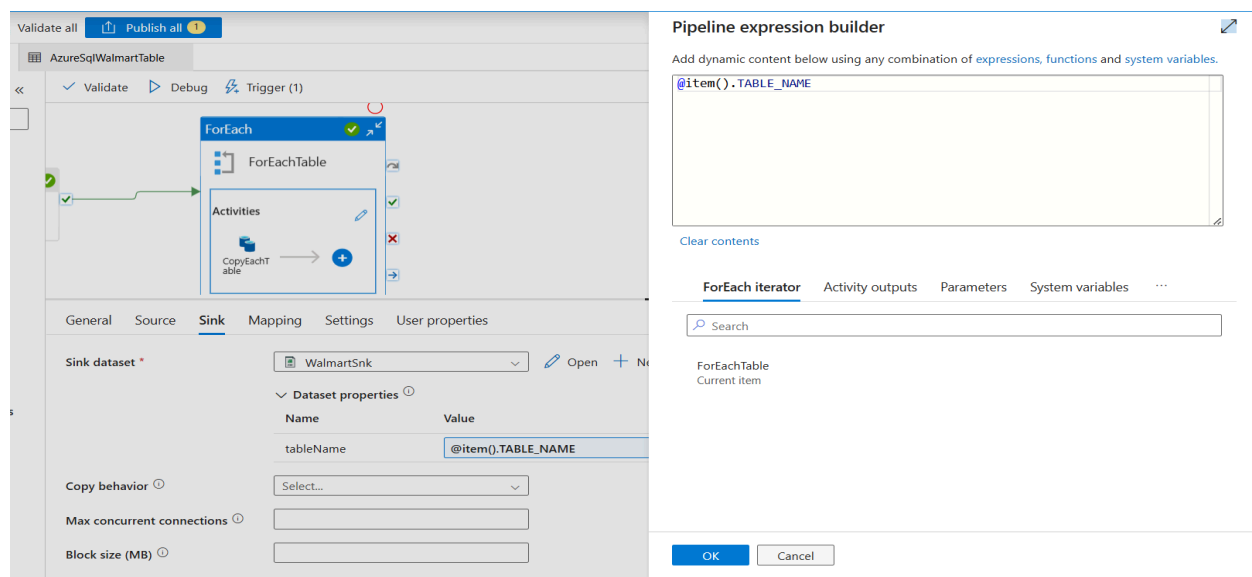 Validate all
Publish all 1
AzureSqlWalmartTable
«
Validate Debug Trigger (1)
ForEach
ForEachTable
Activities
CopyEachT
able
General Source Sink Mapping Settings User properties
Sink dataset *
WalmartSnk
Open + Ne
Dataset properties
Name Value
tableName @item().TABLE_NAME
Copy behavior Select...
Max concurrent connections
Block size (MB)
s
Pipeline expression builder
Add dynamic content below using any combination of expressions, functions and system variables.
@item().TABLE_NAME
Clear contents
ForEach iterator Activity outputs Parameters System variables ...
Search
ForEachTable
Current item
OK Cancel